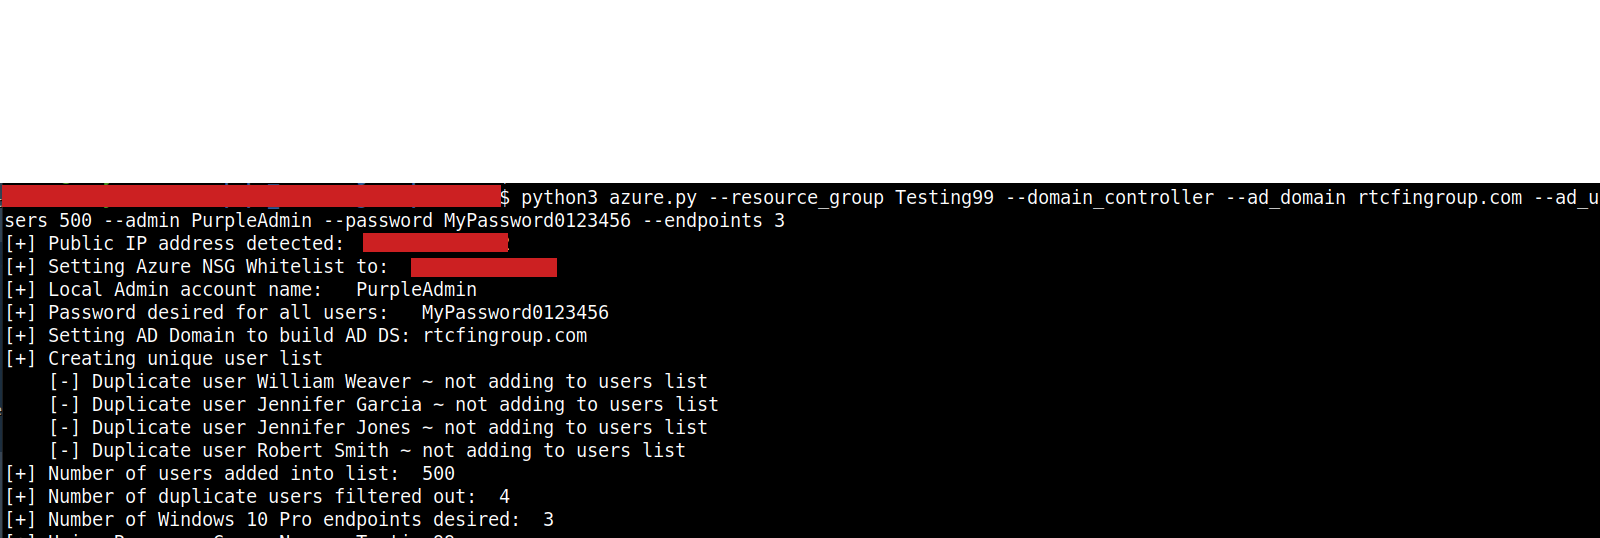 $ python3 azure.py --resource_group Testing99 --domain_controller --ad_domain rtcfingroup.com --ad_u
sers 500 --admin PurpleAdmin --password MyPassword0123456 --endpoints 3
[+] Public IP address detected:
[+] Setting Azure NSG Whitelist to:
[+] Local Admin account name:   PurpleAdmin
[+] Password desired for all users:   MyPassword0123456
[+] Setting AD Domain to build AD DS: rtcfingroup.com
[+] Creating unique user list
    [-] Duplicate user William Weaver ~ not adding to users list
    [-] Duplicate user Jennifer Garcia ~ not adding to users list
    [-] Duplicate user Jennifer Jones ~ not adding to users list
    [-] Duplicate user Robert Smith ~ not adding to users list
[+] Number of users added into list:  500
[+] Number of duplicate users filtered out:  4
[+] Number of Windows 10 Pro endpoints desired:  3